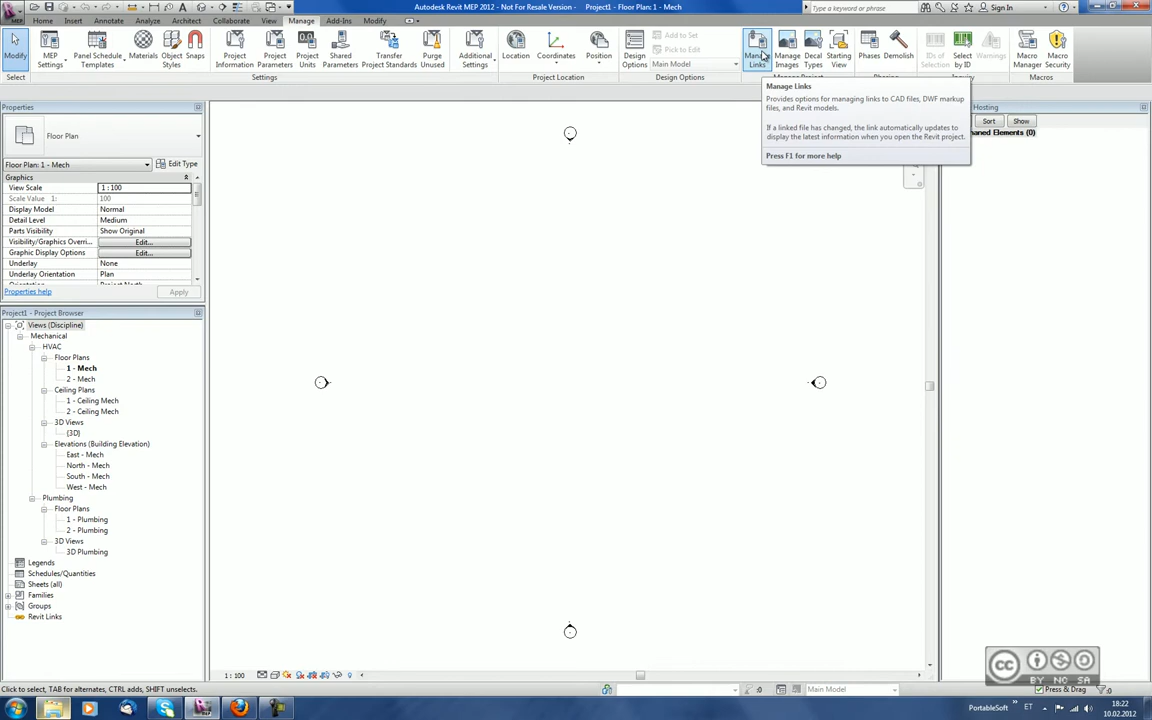 Autodesk Revit MEP 2012 - Not For Resale Version - Project1 - Floor Plan: 1 - Mech
Type a keyword or phrase
Sign In
Home Insert Annotate Analyze Architect Collaborate View Manage Add-Ins Modify
Modify
MEP Settings
Panel Schedule Templates
Materials
Object Styles
Snaps
Project Information
Project Parameters
Project Units
Shared Parameters
Transfer Project Standards
Purge Unused
Additional Settings
Location
Coordinates
Position
Design Options
Add to Set
Pick to Edit
Main Model
Manage Links
Manage Images
Decal Types
Starting View
Phases
Demolish
IDs of Selection
Select by ID
Warnings
Macro Manager
Macro Security
Select
Settings
Project Location
Design Options
Macros
Manage Links
Provides options for managing links to CAD files, DWF markup
files, and Revit models.
If a linked file has changed, the link automatically updates to
display the latest information when you open the Revit project.
Press F1 for more help
Hosting
Sort Show
Properties
Floor Plan
Floor Plan: 1 - Mech
Edit Type
Graphics
View Scale 1 : 100
Scale Value 1: 100
Display Model Normal
Detail Level Medium
Parts Visibility Show Original
Visibility/Graphics Overri... Edit...
Graphic Display Options Edit...
Underlay None
Underlay Orientation Plan
Properties help
Apply
Project1 - Project Browser
Views (Discipline)
Mechanical
HVAC
Floor Plans
1 - Mech
2 - Mech
Ceiling Plans
1 - Ceiling Mech
2 - Ceiling Mech
3D Views
{3D}
Elevations (Building Elevation)
East - Mech
North - Mech
South - Mech
West - Mech
Plumbing
Floor Plans
1 - Plumbing
2 - Plumbing
3D Views
3D Plumbing
Legends
Schedules/Quantities
Sheets (all)
Families
Groups
Revit Links
1 : 100
Click to select, TAB for alternates, CTRL adds, SHIFT unselects.
:0
Main Model
Press & Drag
:0
cc
BY NC SA
PortableSoft
ET
18:22
10.02.2012